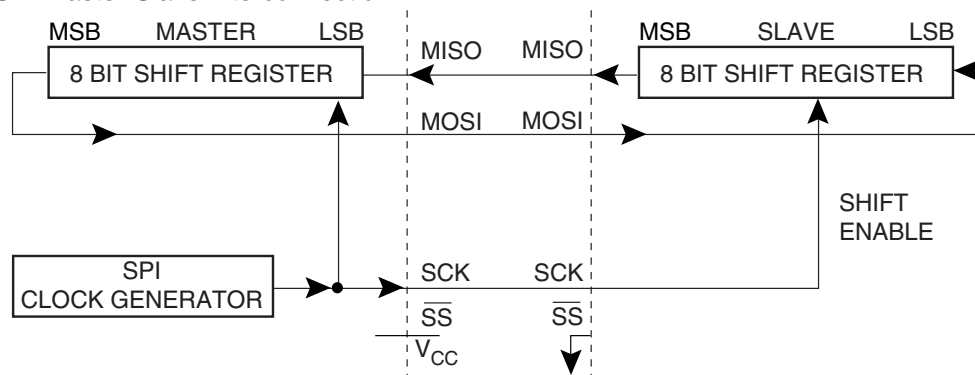 MSB MASTER LSB
8 BIT SHIFT REGISTER
MISO MISO
MSB SLAVE LSB
8 BIT SHIFT REGISTER
MOSI MOSI
SHIFT
ENABLE
SPI
CLOCK GENERATOR
SCK SCK
SS SS
VCC